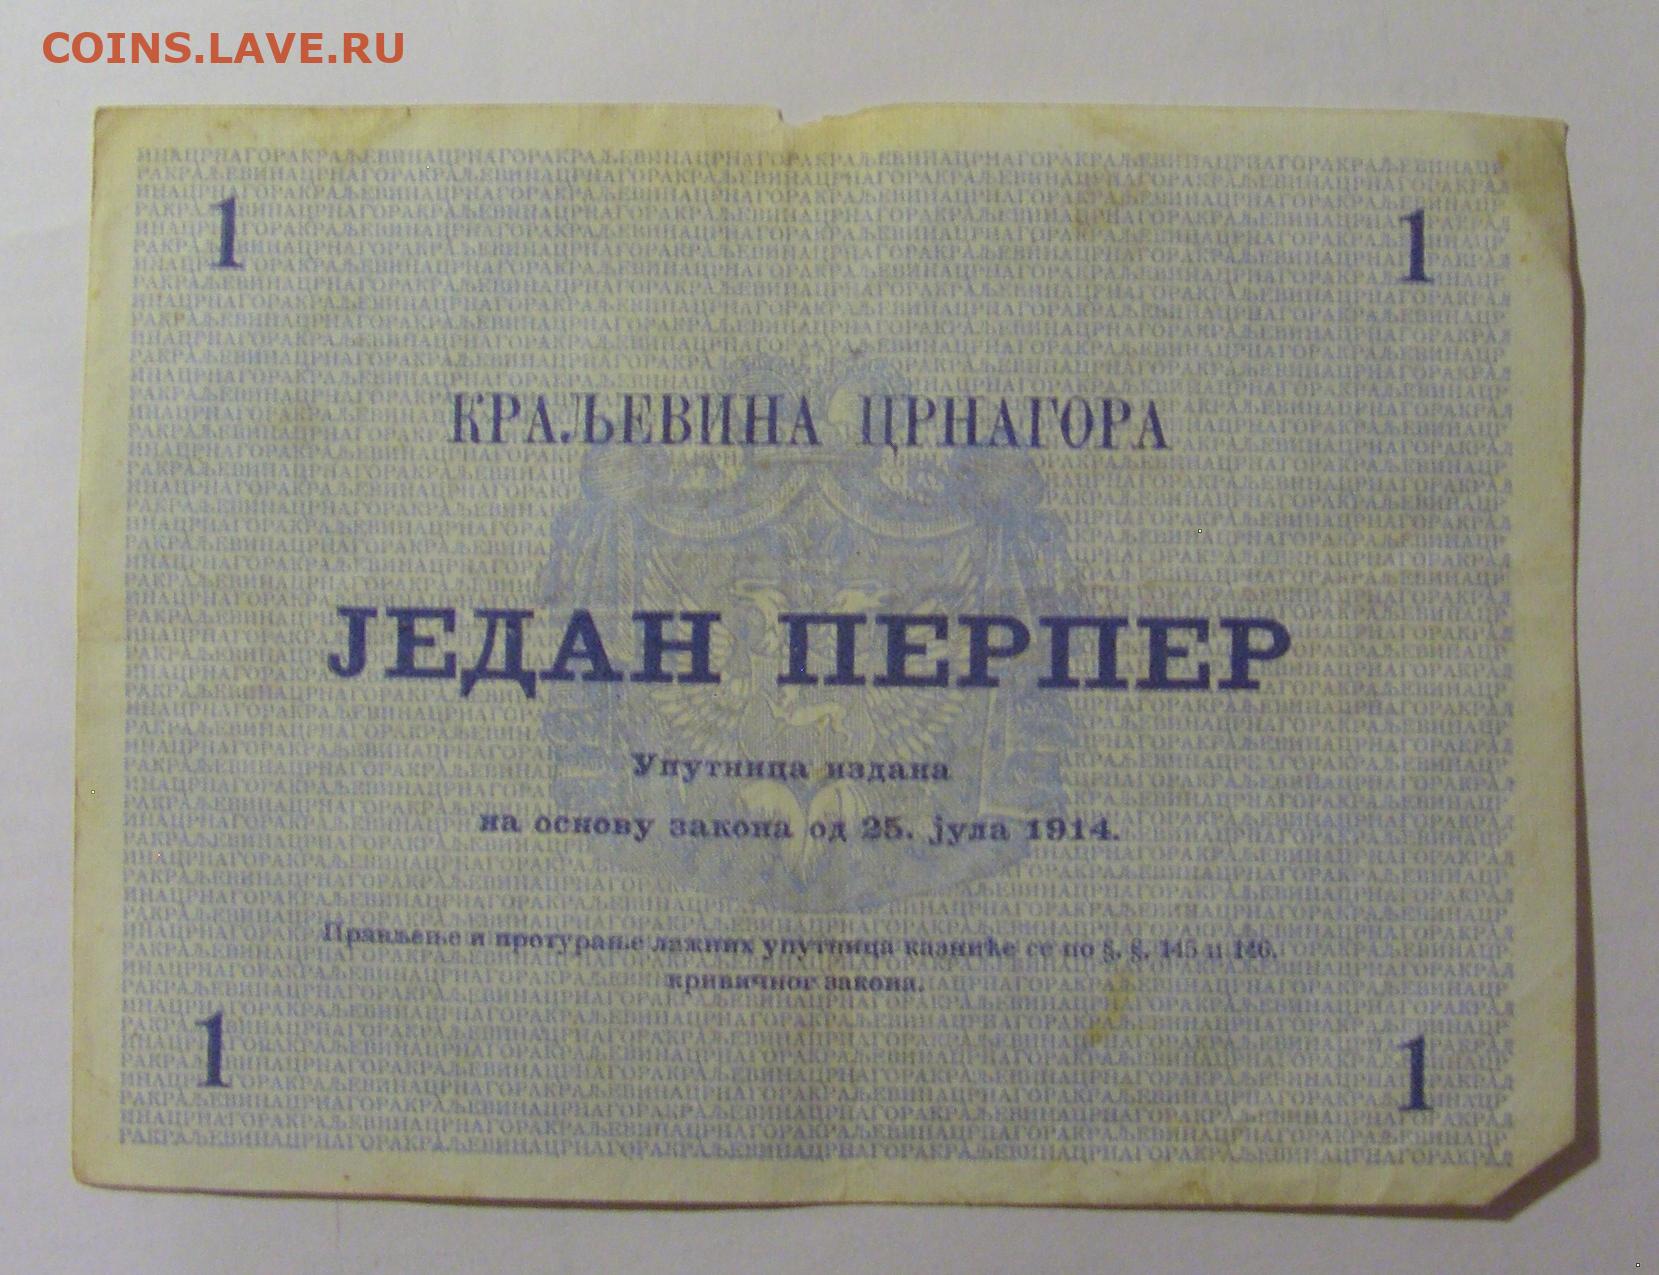 COINS.LAVE.RU
1 1
КРАЉЕВИНА ЦРНАГОРА
ЈЕДАН ПЕРПЕР
Упутница издана
на основу закона од 25. јула 1914.
Прављење и протурање лажних упутница казниће се по §. §. 145 и 146.
кривичног закона.
1 1